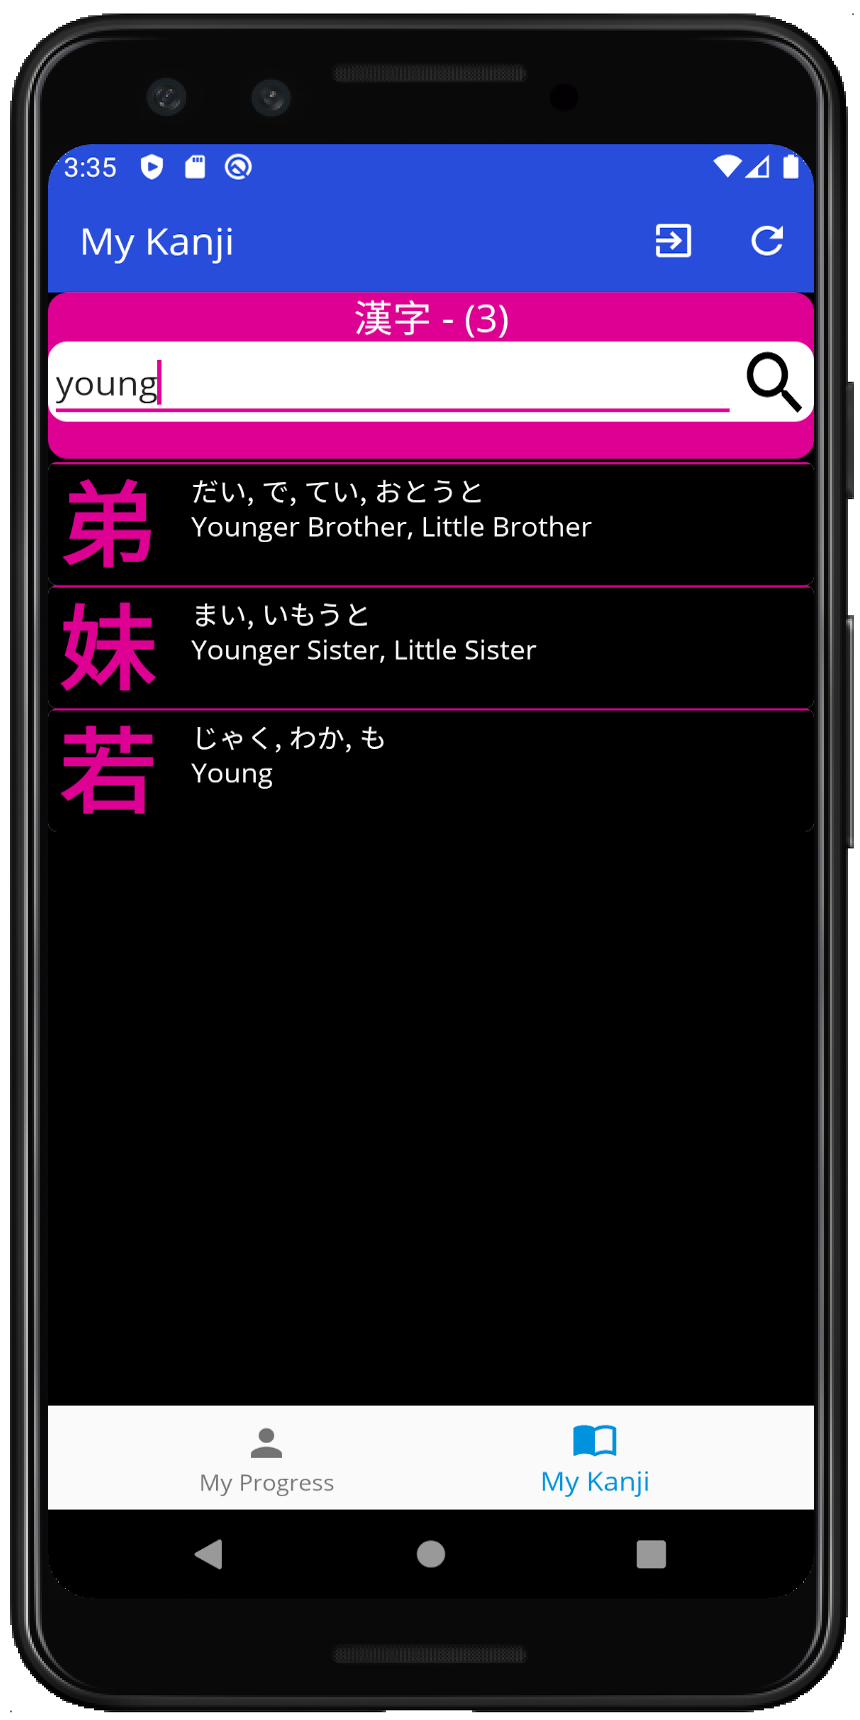 3:35
My Kanji
漢字 - (3)
young
弟
だい, で, てい, おとうと
Younger Brother, Little Brother
妹
まい, いもうと
Younger Sister, Little Sister
若
じゃく, わか, も
Young
My Progress
My Kanji